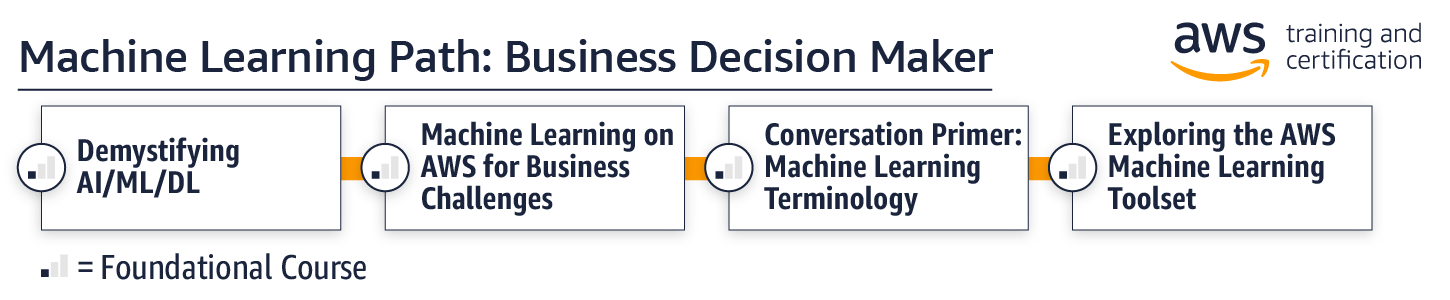 Machine Learning Path: Business Decision Maker
aws training and
certification
Demystifying
AI/ML/DL
Machine Learning on
AWS for Business
Challenges
Conversation Primer:
Machine Learning
Terminology
Exploring the AWS
Machine Learning
Toolset
= Foundational Course